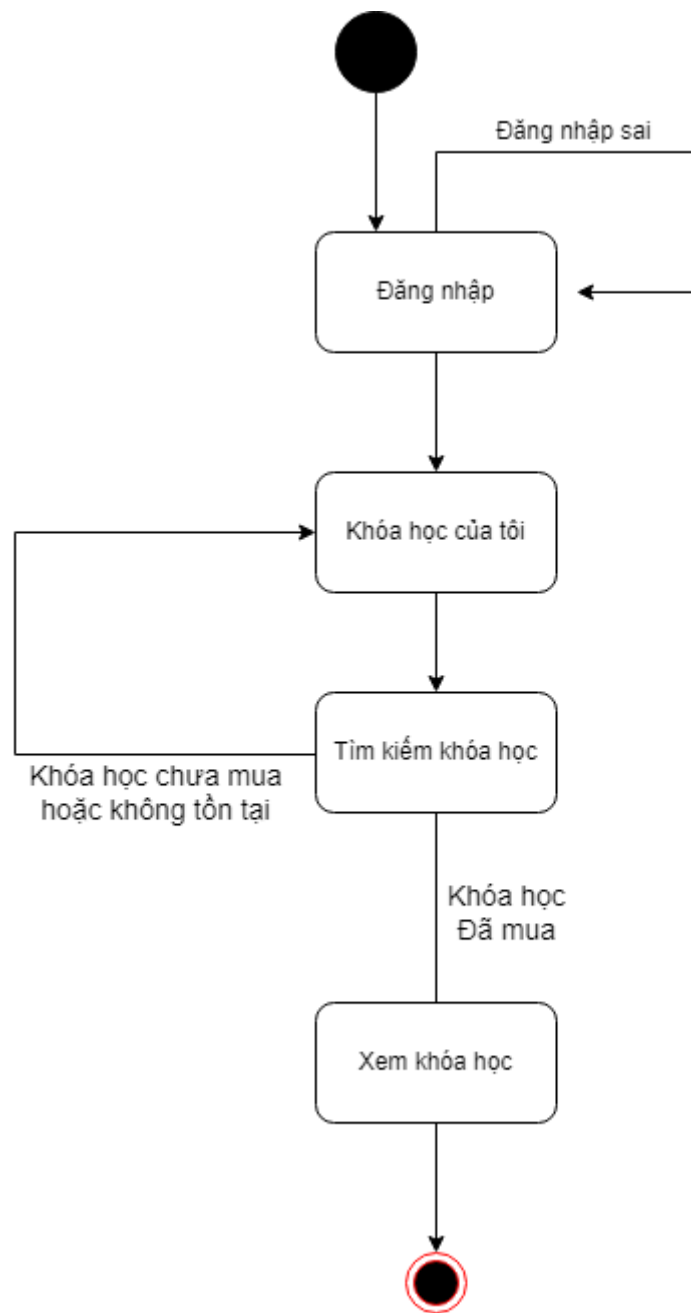 Đăng nhập sai
Đăng nhập
Khóa học của tôi
Tìm kiếm khóa học
Khóa học chưa mua
hoặc không tồn tại
Khóa học
Đã mua
Xem khóa học